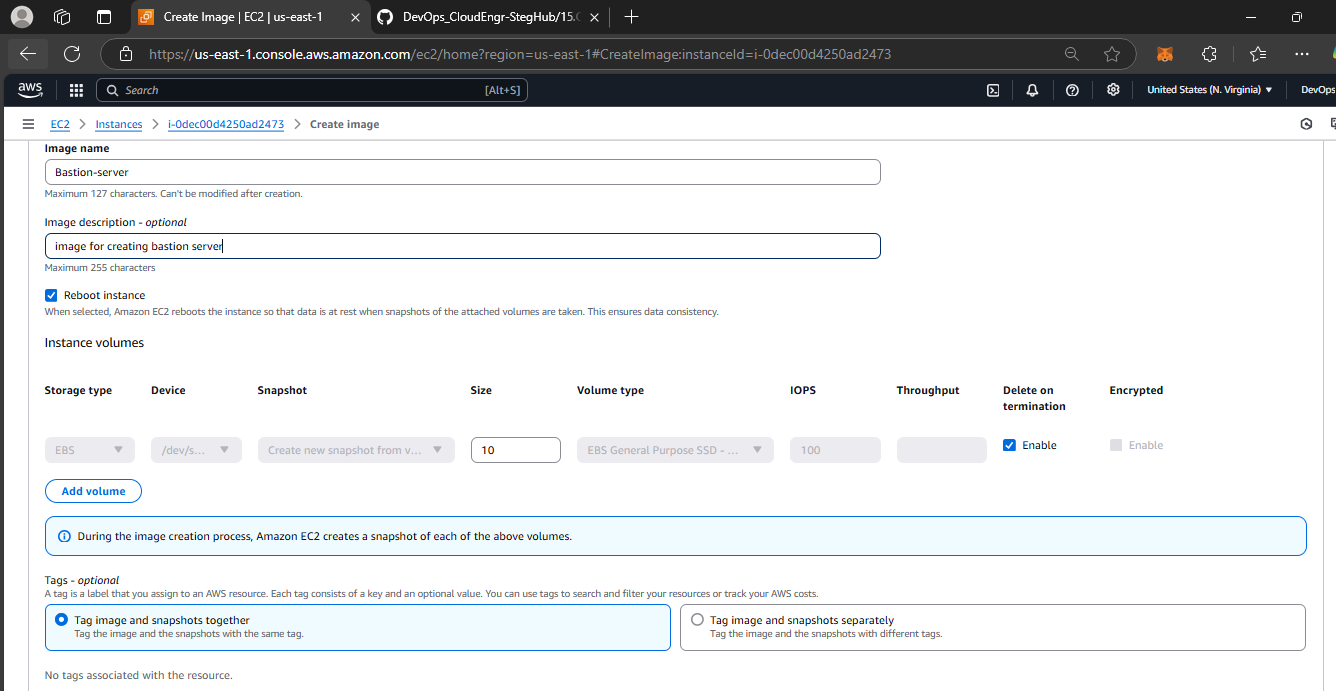 Create Image | EC2 | us-east-1
DevOps_CloudEngr-StegHub/15.
https://us-east-1.console.aws.amazon.com/ec2/home?region=us-east-1#CreateImage:instanceId=i-0dec00d4250ad2473
aws
Search [Alt+S]
United States (N. Virginia)
DevOps
EC2 > Instances > i-0dec00d4250ad2473 > Create image
Image name
Bastion-server
Maximum 127 characters. Can't be modified after creation.
Image description - optional
image for creating bastion server
Maximum 255 characters
Reboot instance
When selected, Amazon EC2 reboots the instance so that data is at rest when snapshots of the attached volumes are taken. This ensures data consistency.
Instance volumes
Storage type Device Snapshot Size Volume type IOPS Throughput Delete on termination Encrypted
EBS /dev/s... Create new snapshot from v... 10 EBS General Purpose SSD - ... 100 Enable Enable
Add volume
During the image creation process, Amazon EC2 creates a snapshot of each of the above volumes.
Tags - optional
A tag is a label that you assign to an AWS resource. Each tag consists of a key and an optional value. You can use tags to search and filter your resources or track your AWS costs.
Tag image and snapshots together
Tag the image and the snapshots with the same tag.
Tag image and snapshots separately
Tag the image and the snapshots with different tags.
No tags associated with the resource.